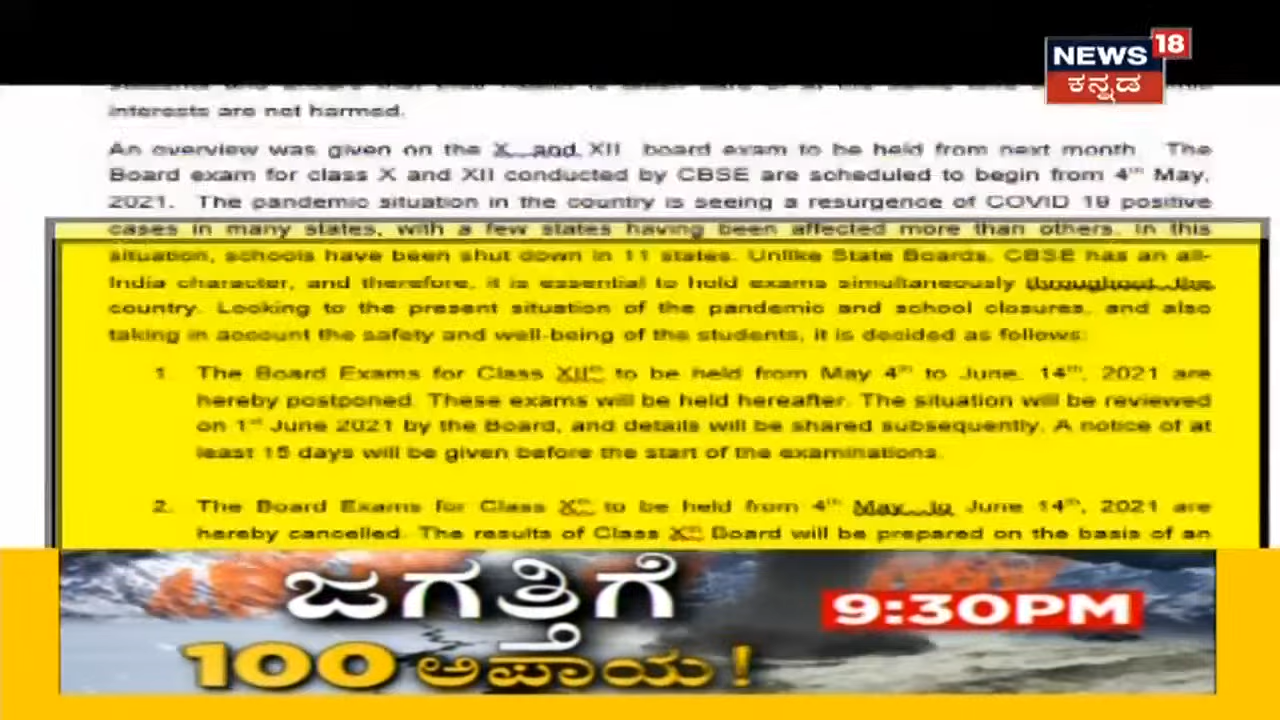 NEWS 18
ಕನ್ನಡ
interests are not harmed.
An overview was given on the X and XII board exam to be held from next month. The
Board exam for class X and XII conducted by CBSE are scheduled to begin from 4th May,
2021. The pandemic situation in the country is seeing a resurgence of COVID 19 positive
cases in many states, with a few states having been affected more than others. In this
situation, schools have been shut down in 11 states. Unlike State Boards, CBSE has an all-
India character, and therefore, it is essential to hold exams simultaneously throughout the
country. Looking to the present situation of the pandemic and school closures, and also
taking in account the safety and well-being of the students, it is decided as follows:
1. The Board Exams for Class XIIth to be held from May 4th to June, 14th, 2021 are
hereby postponed. These exams will be held hereafter. The situation will be reviewed
on 1st June 2021 by the Board, and details will be shared subsequently. A notice of at
least 15 days will be given before the start of the examinations.
2. The Board Exams for Class Xth to be held from 4th May to June 14th, 2021 are
hereby cancelled. The results of Class Xth Board will be prepared on the basis of an
ಜಗತ್ತಿಗೆ
9:30PM
100 ಅಪಾಯ!